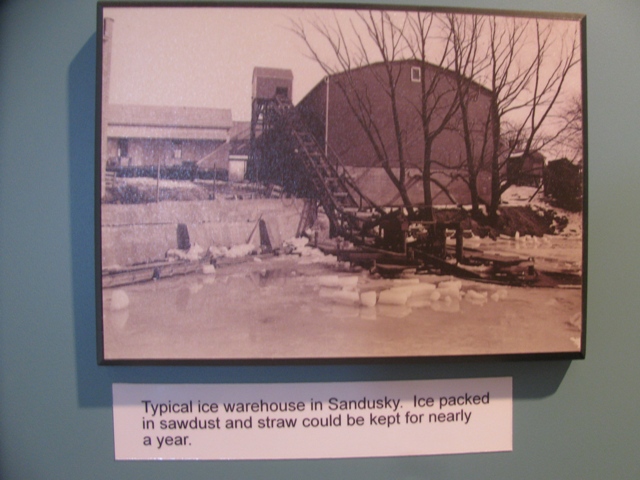 Typical ice warehouse in Sandusky. Ice packed
in sawdust and straw could be kept for nearly
a year.